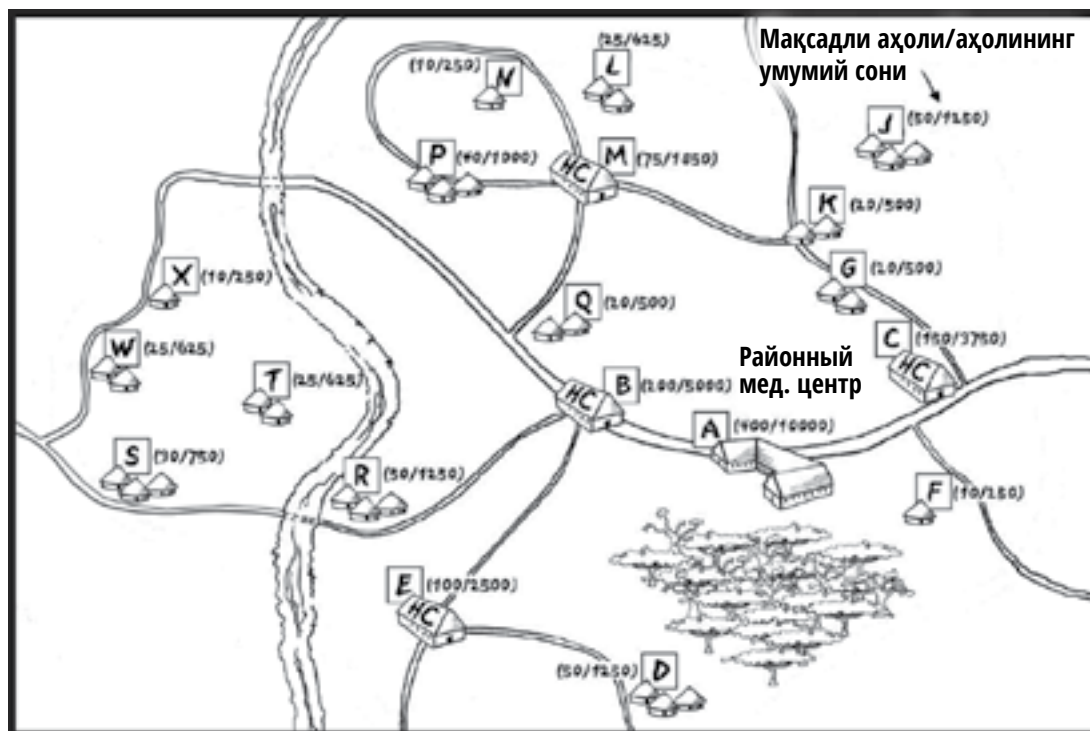 Мақсадли аҳоли/аҳолининг
умумий сони
(25/625)
L
(10/250)
N
J
(50/1250)
P
(40/1000)
HC
M
(75/1050)
K
(20/500)
X
(10/250)
G
(20/500)
Q
(20/500)
W
(25/625)
C
(150/3750)
HC
T
(25/625)
Районный
мед. центр
HC
B
(200/5000)
A
(400/10000)
S
(30/750)
R
(50/1250)
F
(10/250)
E
(100/2500)
HC
(50/1250)
D